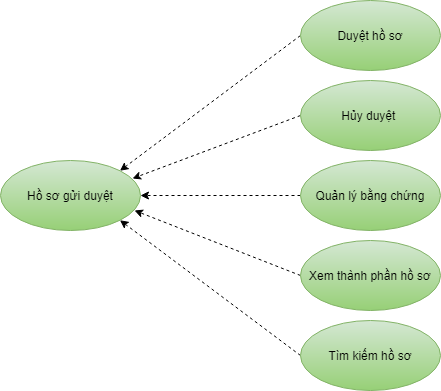 Duyệt hồ sơ
Hủy duyệt
Hồ sơ gửi duyệt
Quản lý bằng chứng
Xem thành phần hồ sơ
Tìm kiếm hồ sơ